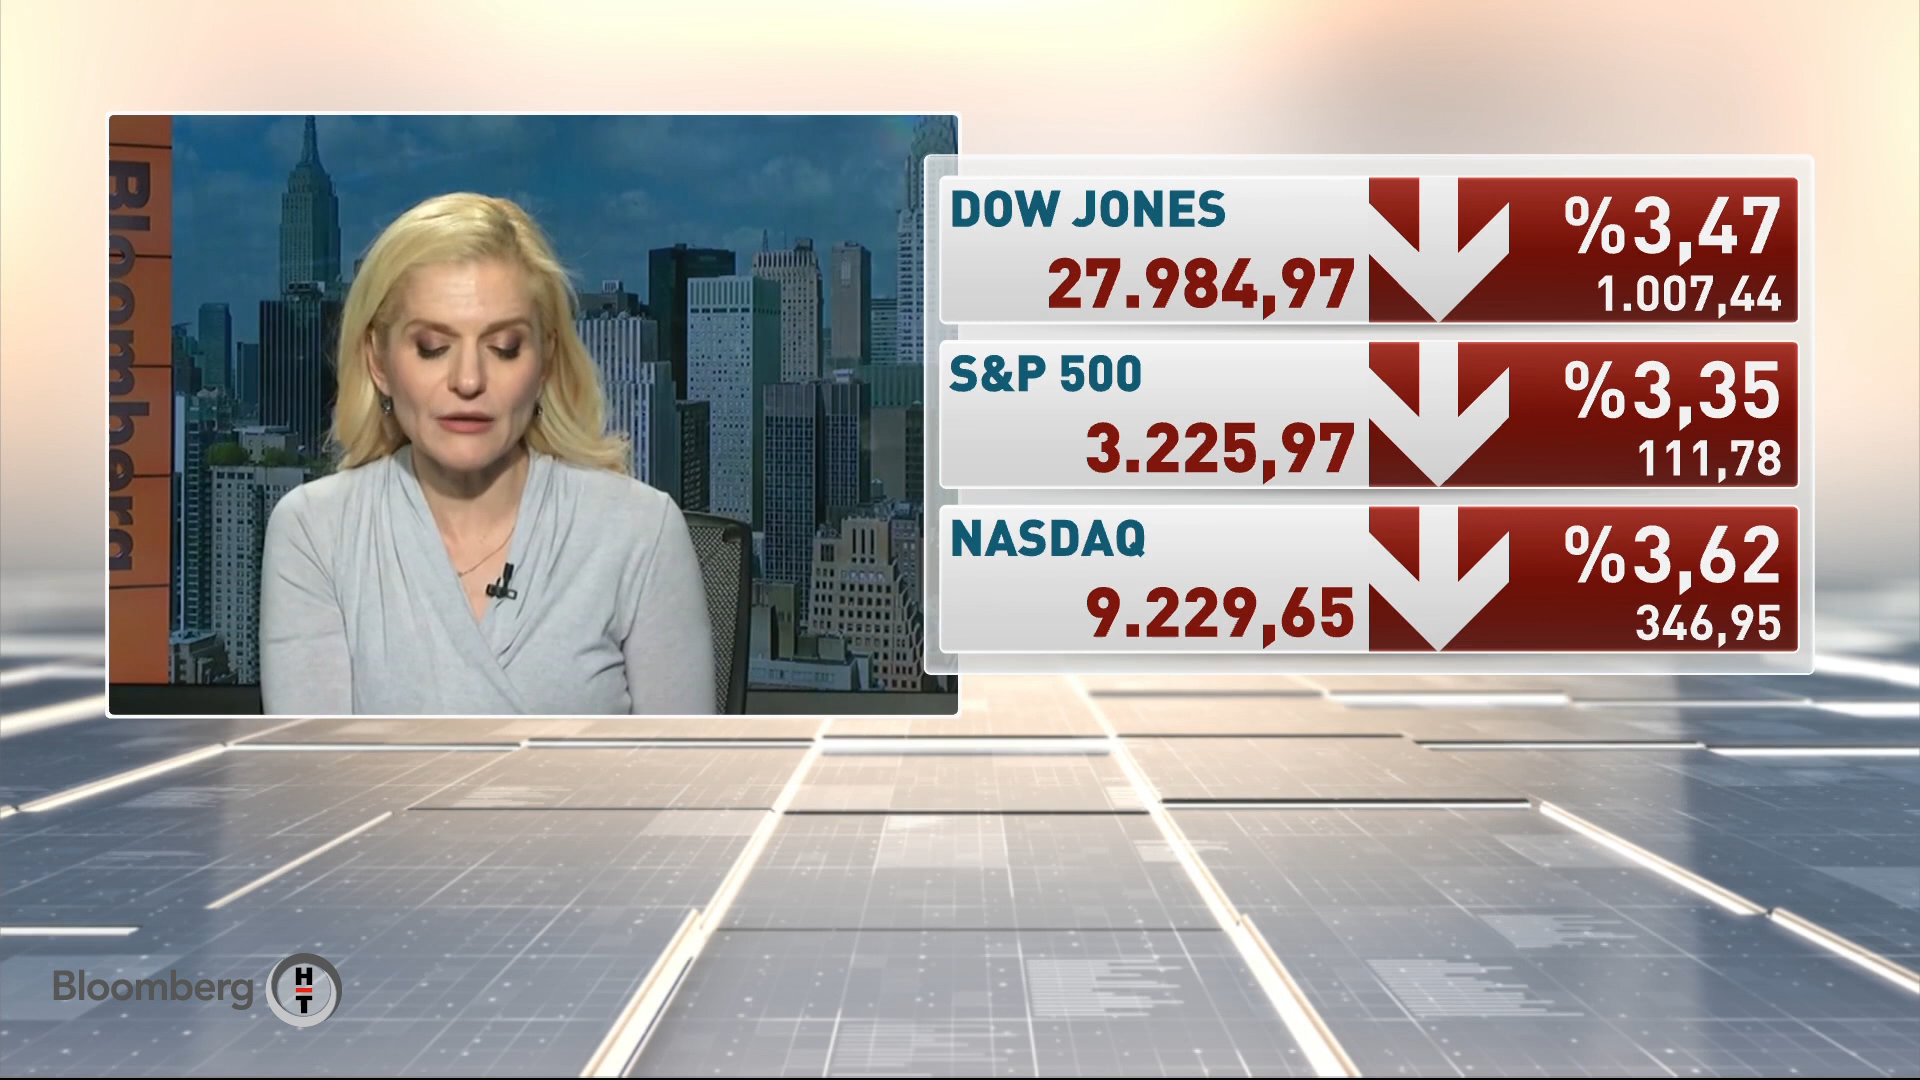 Bloomberg
DOW JONES
27.984,97
%3,47
1.007,44
S&P 500
3.225,97
%3,35
111,78
NASDAQ
9.229,65
%3,62
346,95
Bloomberg
H
T